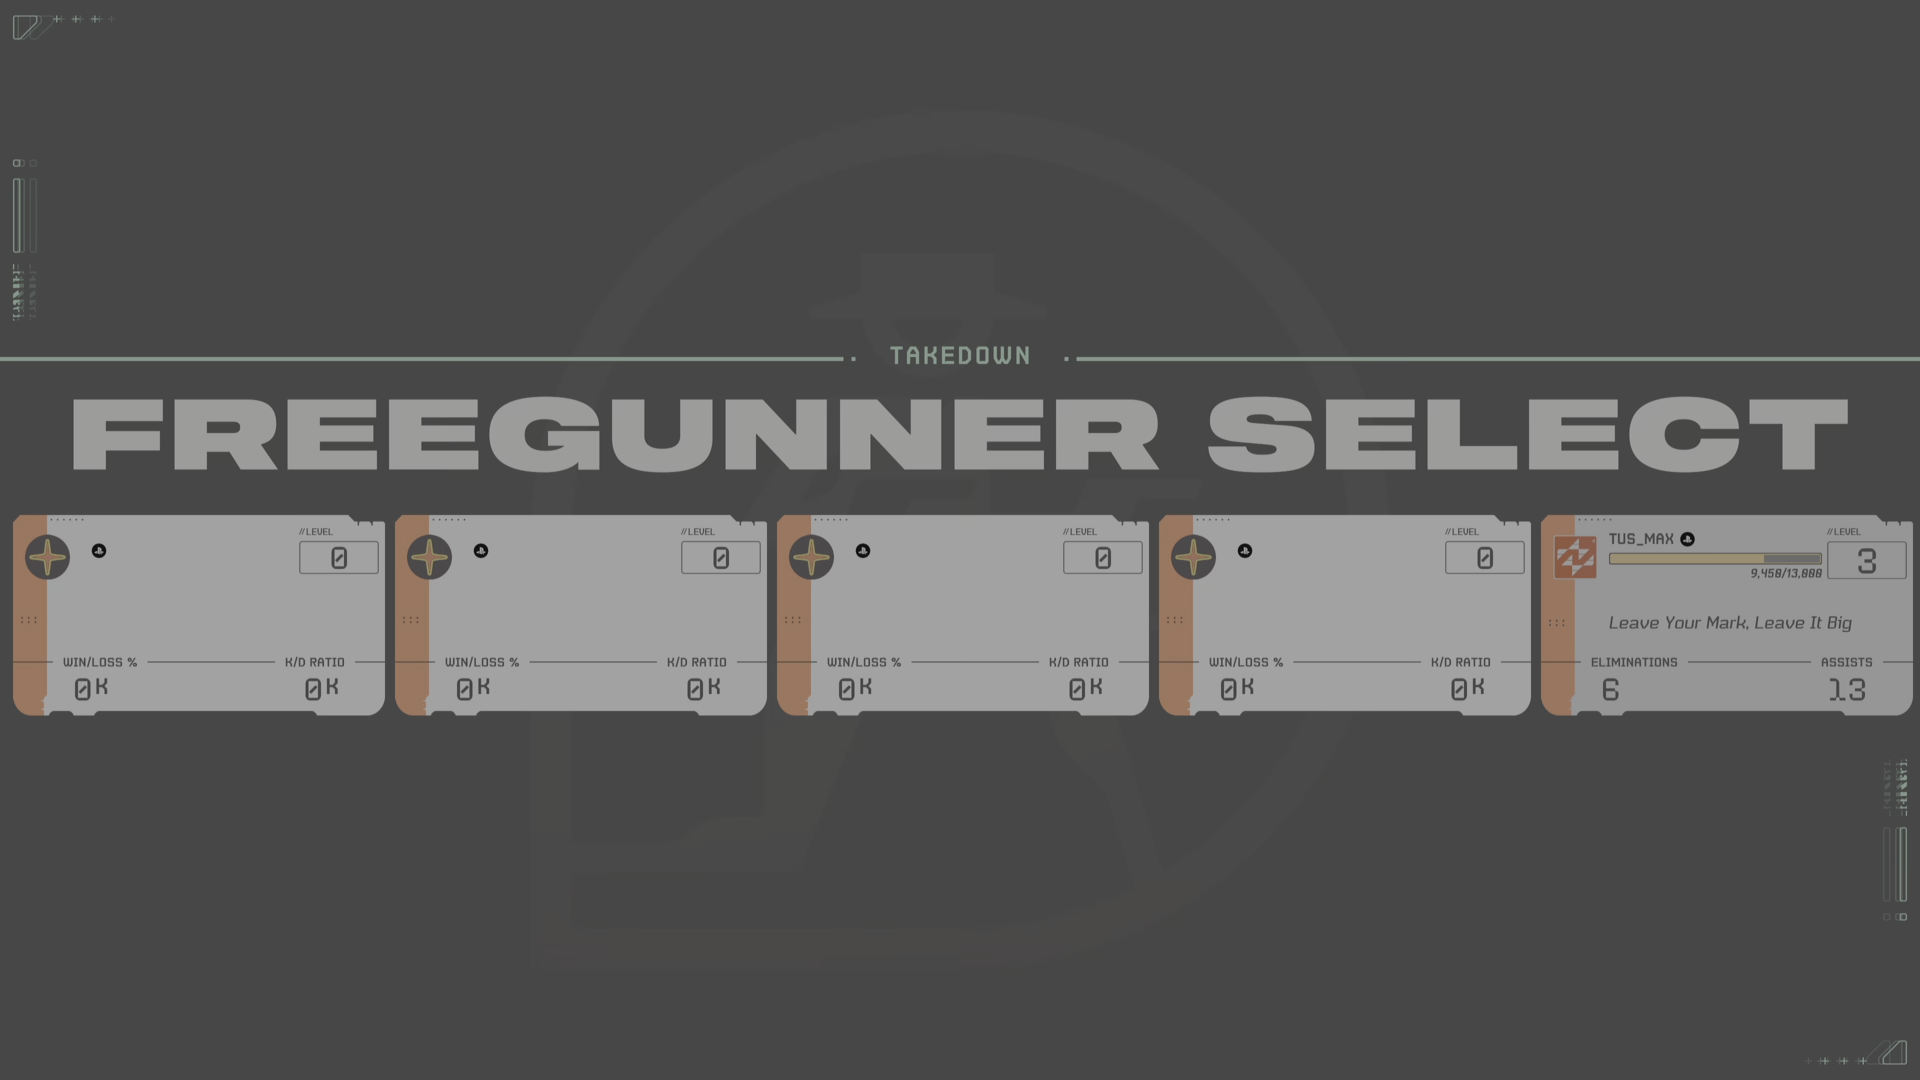 TAKEDOWN
FREEGUNNER SELECT
//LEVEL
0
WIN/LOSS %
K/D RATIO
0K
0K
//LEVEL
0
WIN/LOSS %
K/D RATIO
0K
0K
//LEVEL
0
WIN/LOSS %
K/D RATIO
0K
0K
//LEVEL
0
WIN/LOSS %
K/D RATIO
0K
0K
TUS_MAX
//LEVEL
3
9,450/13,000
Leave Your Mark, Leave It Big
ELIMINATIONS
ASSISTS
6
13